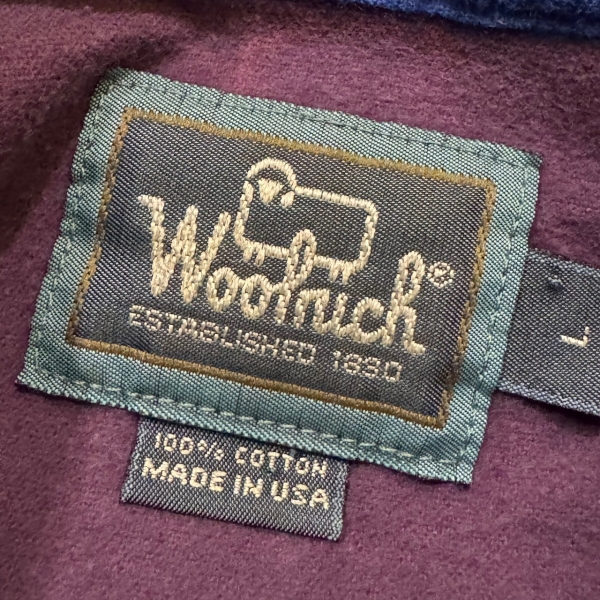 Woolrich®
ESTABLISHED 1830
L
100% COTTON
MADE IN USA